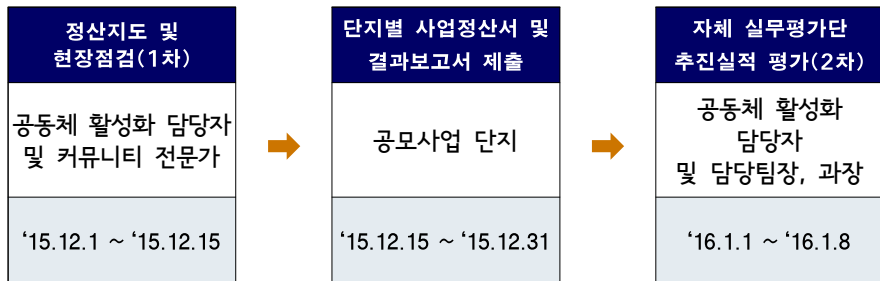 정산지도 및
현장점검(1차)
공동체 활성화 담당자
및 커뮤니티 전문가
‘15.12.1 ~ ‘15.12.15
단지별 사업정산서 및
결과보고서 제출
공모사업 단지
‘15.12.15 ~ ‘15.12.31
자체 실무평가단
추진실적 평가(2차)
공동체 활성화
담당자
및 담당팀장, 과장
‘16.1.1 ~ ‘16.1.8